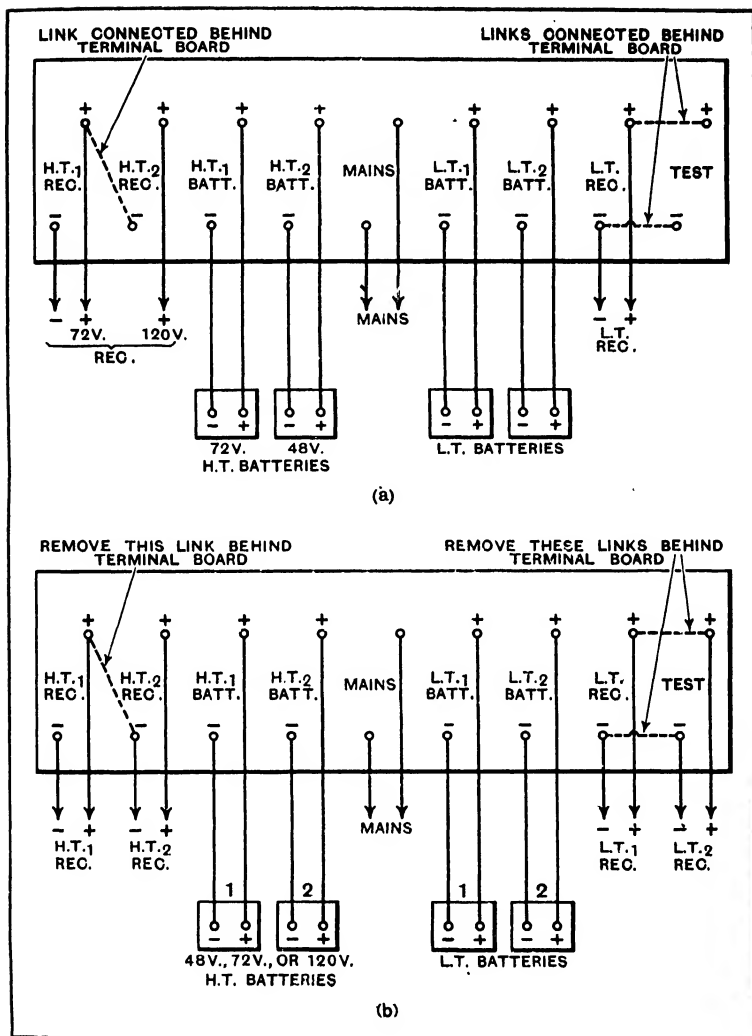 LINK CONNECTED BEHIND
TERMINAL BOARD
LINKS CONNECTED BEHIND
TERMINAL BOARD
+ + + + + + + +
H.T.1
REC.
H.T.2
REC.
H.T.1
BATT.
H.T.2
BATT.
MAINS
L.T.1
BATT.
L.T.2
BATT.
L.T.
REC.
TEST
− − − − − − − −
− + +
72V. 120V.
REC.
MAINS
− +
L.T.
REC.
− + − + − + − +
72V. 48V.
H.T. BATTERIES
L.T. BATTERIES
(a)
REMOVE THIS LINK BEHIND
TERMINAL BOARD
REMOVE THESE LINKS BEHIND
TERMINAL BOARD
+ + + + + + + +
H.T.1
REC.
H.T.2
REC.
H.T.1
BATT.
H.T.2
BATT.
MAINS
L.T.1
BATT.
L.T.2
BATT.
L.T.
REC.
TEST
− − − − − − − −
− + − +
H.T.1
REC.
H.T.2
REC.
MAINS
− + − +
L.T.1
REC.
L.T.2
REC.
1 2 1 2
− + − + − + − +
48V., 72V., OR 120V.
H.T. BATTERIES
L.T. BATTERIES
(b)